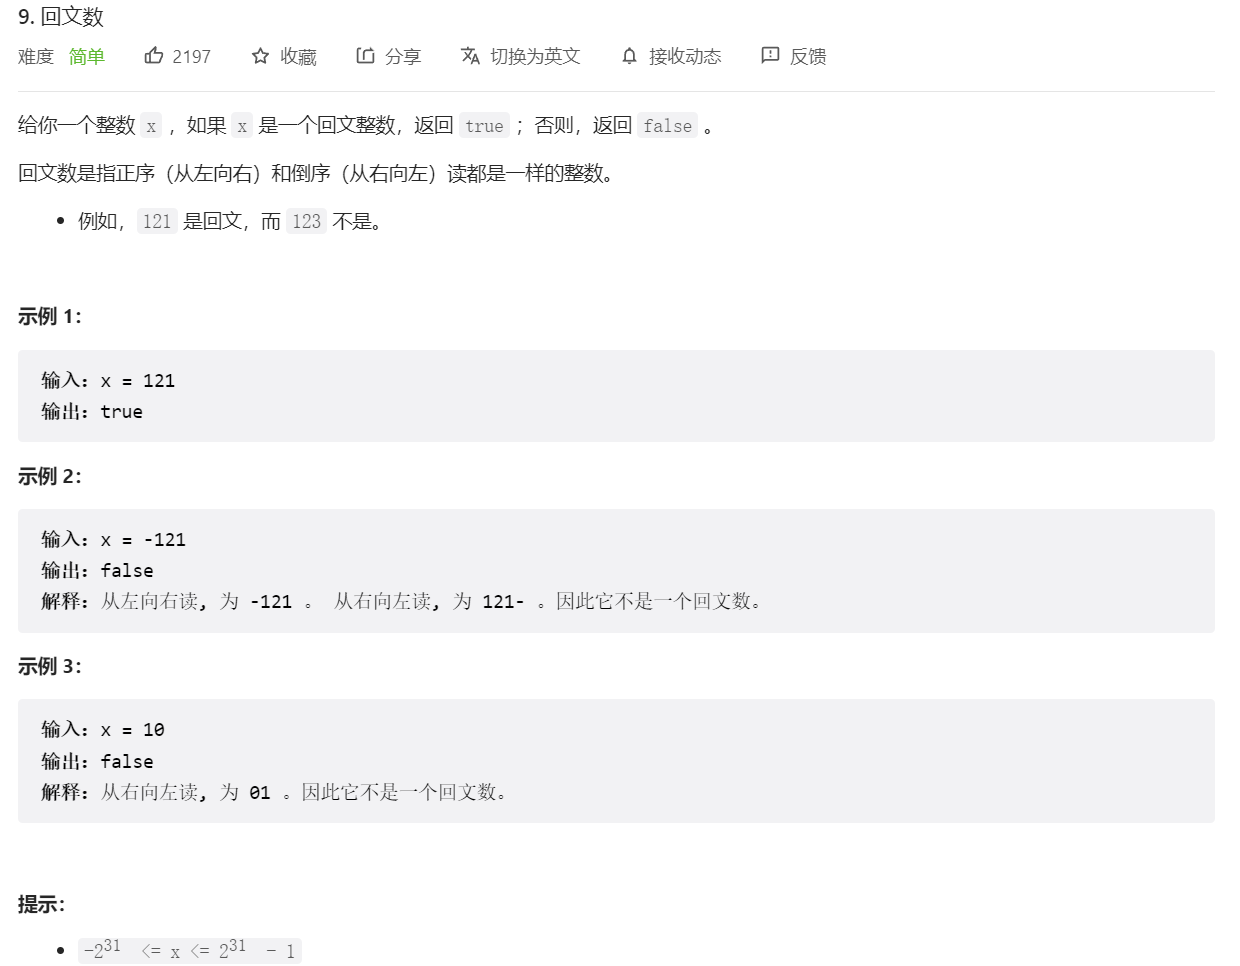 9. 回文数
难度 简单 2197 收藏 分享 切换为英文 接收动态 反馈
给你一个整数 x ，如果 x 是一个回文整数，返回 true ；否则，返回 false 。
回文数是指正序（从左向右）和倒序（从右向左）读都是一样的整数。
• 例如，121 是回文，而 123 不是。
示例 1：
输入：x = 121
输出：true
示例 2：
输入：x = -121
输出：false
解释：从左向右读, 为 -121 。 从右向左读, 为 121- 。因此它不是一个回文数。
示例 3：
输入：x = 10
输出：false
解释：从右向左读, 为 01 。因此它不是一个回文数。
提示：
• -2³¹ <= x <= 2³¹ - 1